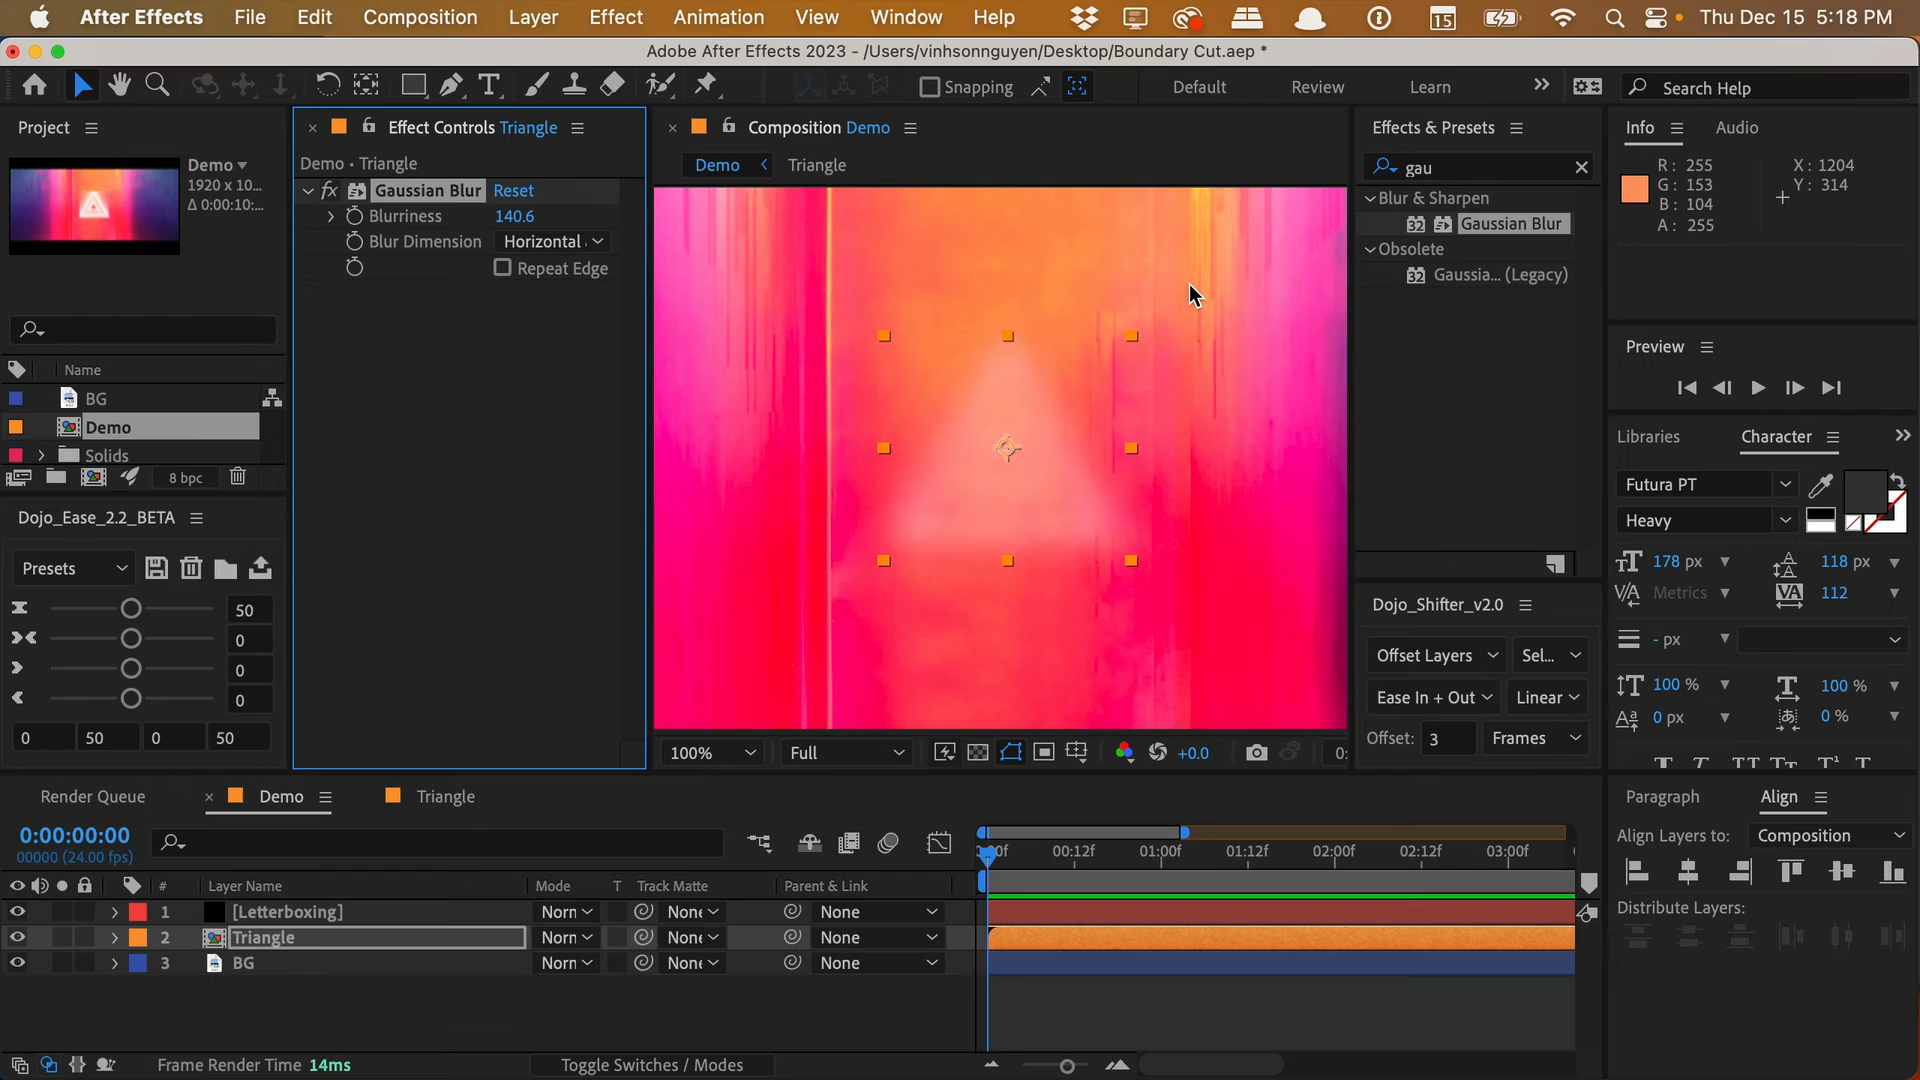 After Effects File Edit Composition Layer Effect Animation View Window Help 15 Thu Dec 15 5:18 PM
Adobe After Effects 2023 - /Users/vinhsonnguyen/Desktop/Boundary Cut.aep *
Snapping Default Review Learn Search Help
Project
Demo
1920 x 10...
Δ 0:00:10:...
Name
BG
Demo
Solids
8 bpc
Effect Controls Triangle
Demo • Triangle
fx Gaussian Blur Reset
Blurriness 140.6
Blur Dimension Horizontal
Repeat Edge
Composition Demo
Demo Triangle
100% Full +0.0 0:
Effects & Presets
gau
Blur & Sharpen
32 Gaussian Blur
Obsolete
32 Gaussia... (Legacy)
Info Audio
R: 255
G: 153
B: 104
A: 255
X: 1204
Y: 314
Preview
Libraries Character
Futura PT
Heavy
178 px 118 px
Metrics 112
- px
100 % 100 %
0 px 0 %
Dojo_Ease_2.2_BETA
Presets
50
0
0
0
0 50 0 50
Dojo_Shifter_v2.0
Offset Layers Sel...
Ease In + Out Linear
Offset: 3 Frames
Render Queue Demo Triangle
0:00:00:00
00000 (24.00 fps)
00:12f 01:00f 01:12f 02:00f 02:12f 03:00f
# Layer Name Mode T Track Matte Parent & Link
1 [Letterboxing] Norn None None
2 Triangle Norn None None
3 BG Norn None None
Frame Render Time 14ms Toggle Switches / Modes
Paragraph Align
Align Layers to: Composition
Distribute Layers: